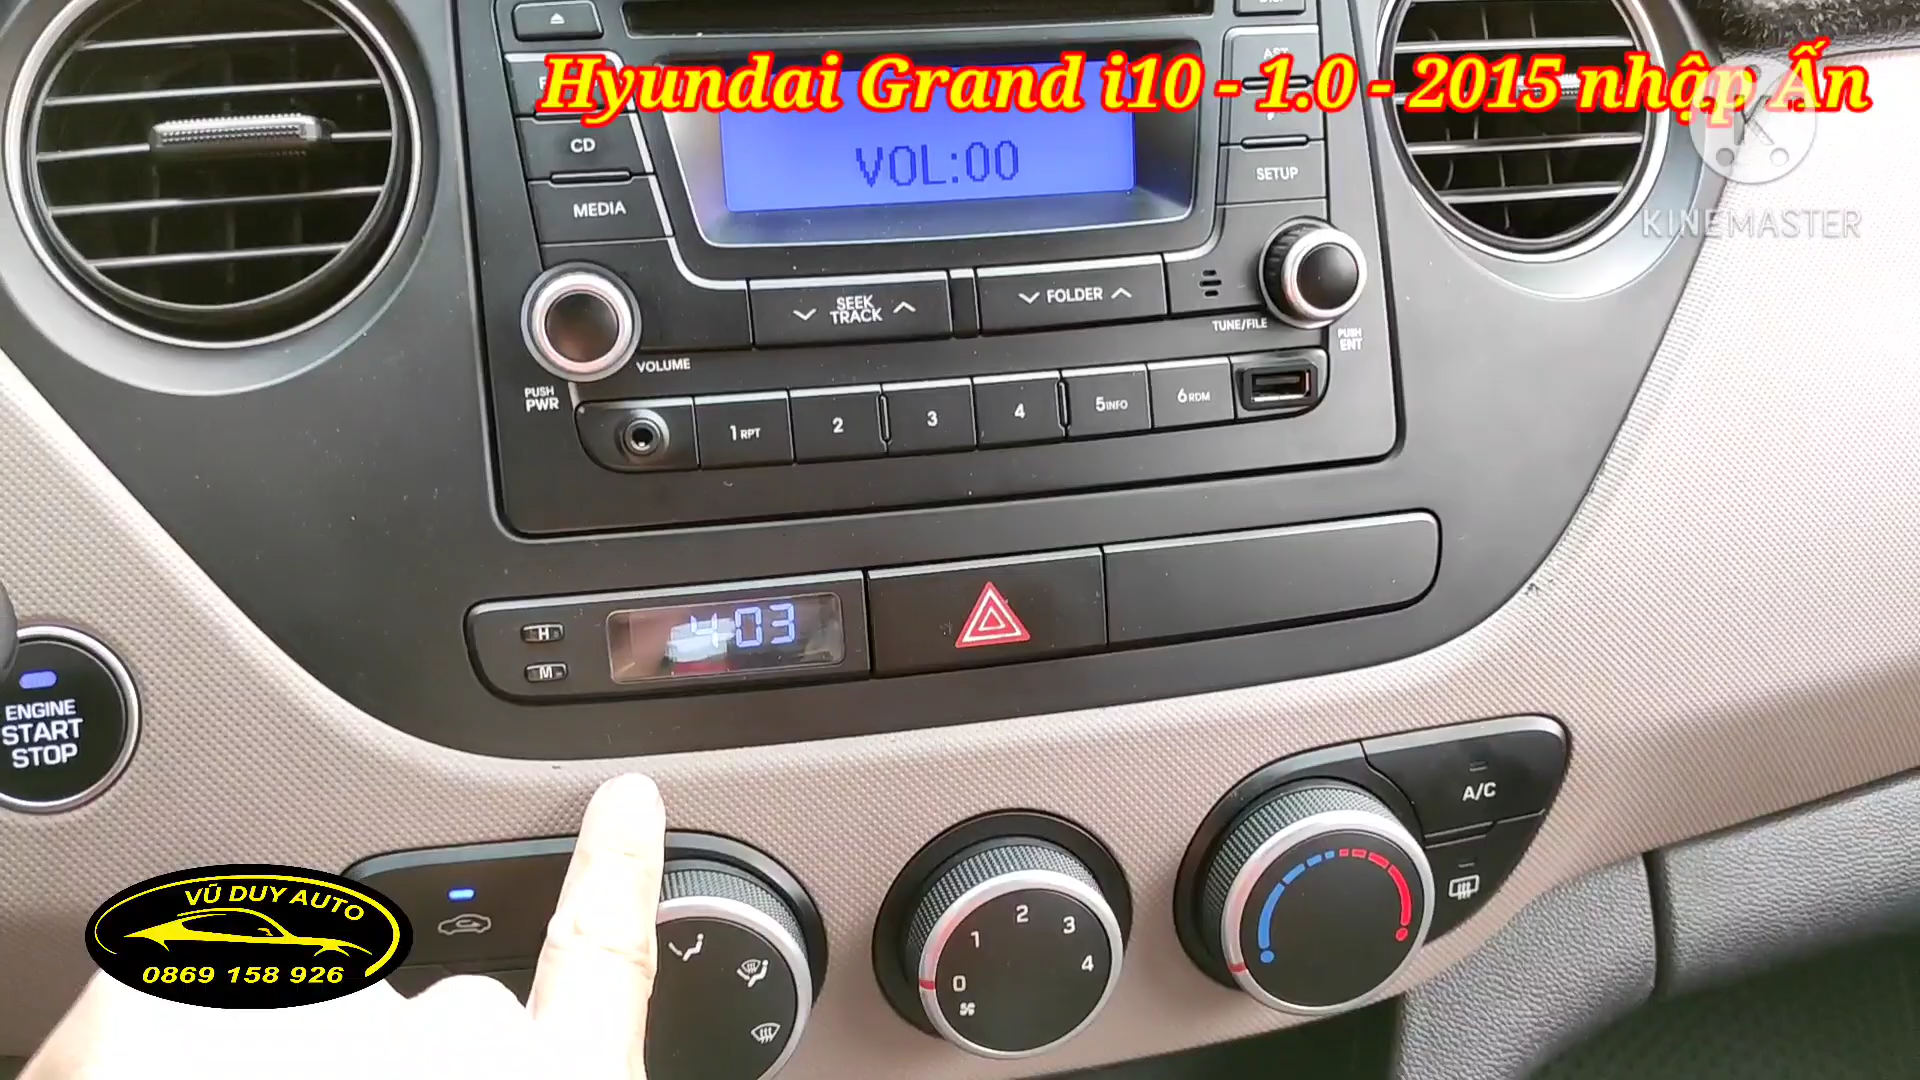 Hyundai Grand i10 - 1.0 - 2015 nhập Ấn
K
KINEMASTER
CD
VOL:00
SETUP
MEDIA
SEEK
TRACK
FOLDER
TUNE/FILE
PUSH
ENT
VOLUME
PUSH
PWR
1 RPT
2
3
4
5 INFO
6 RDM
H
M
4:03
ENGINE
START
STOP
A/C
0
1
2
3
4
VŨ DUY AUTO
0869 158 926